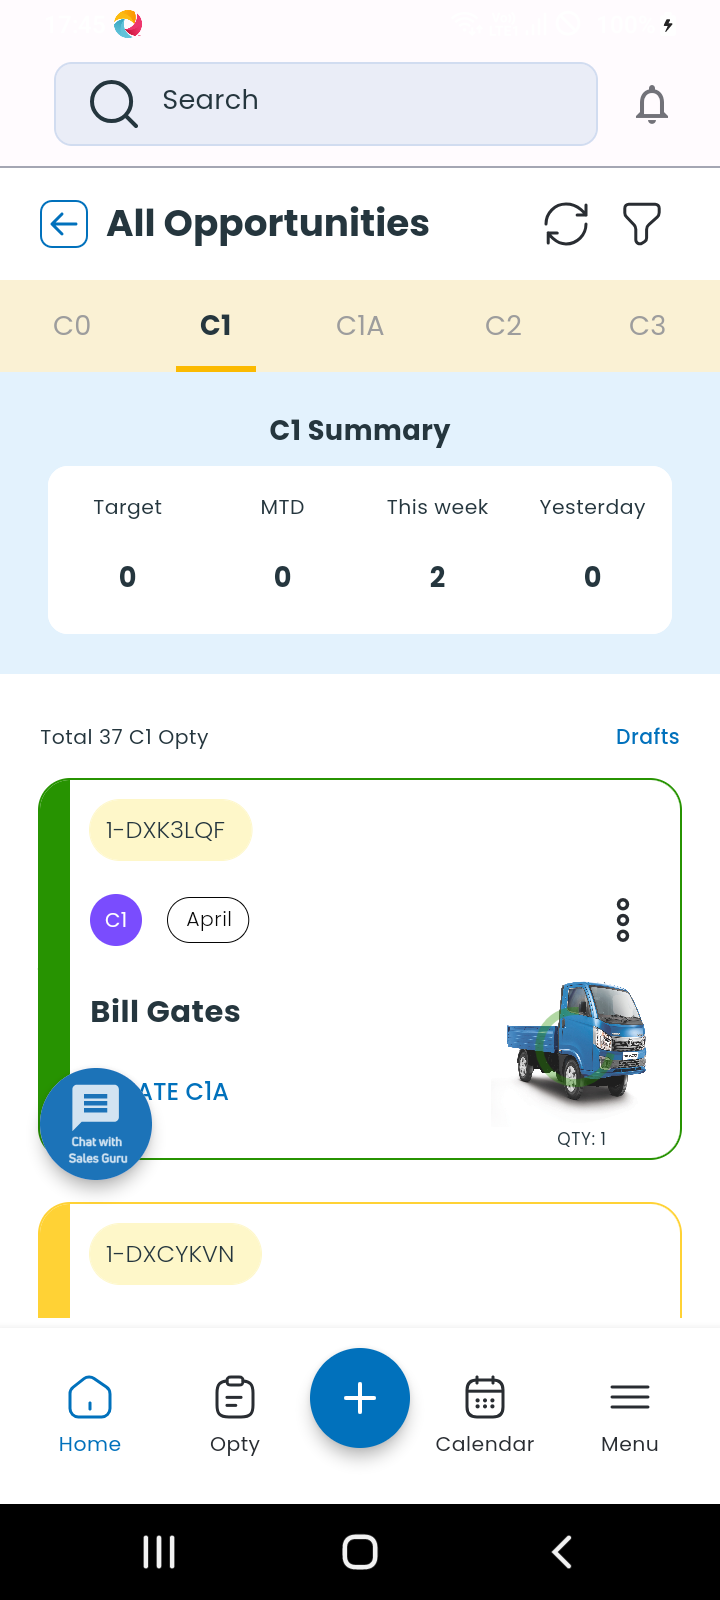 Search
All Opportunities
C0 C1 C1A C2 C3
C1 Summary
Target MTD This week Yesterday
0 0 2 0
Total 37 C1 Opty Drafts
1-DXK3LQF
C1 April
Bill Gates
ATE C1A
Chat with
Sales Guru
QTY: 1
1-DXCYKVN
Home Opty Calendar Menu